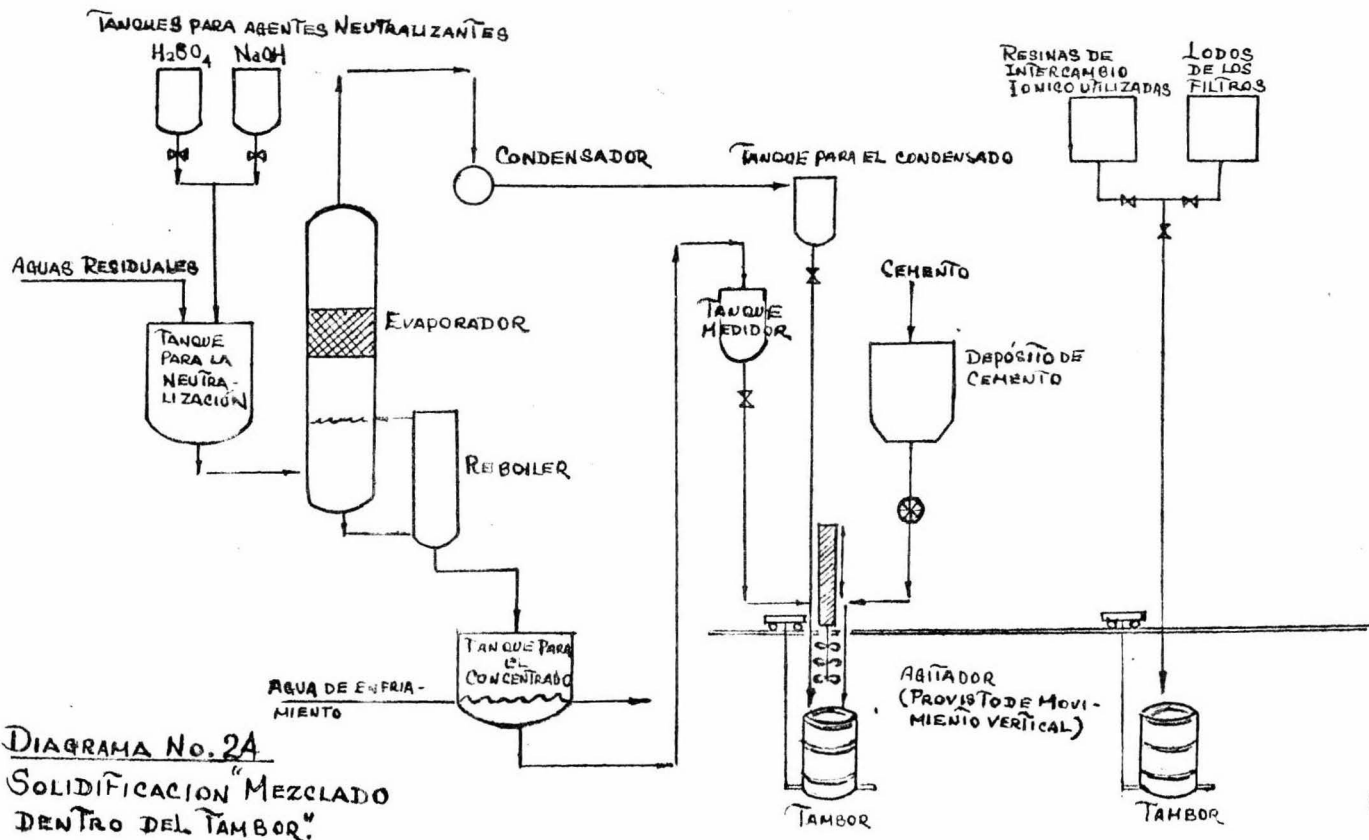 TANQUES PARA AGENTES NEUTRALIZANTES
H₂SO₄
NaOH
RESINAS DE
INTERCAMBIO
IONICO UTILIZADAS
LODOS
DE LOS
FILTROS
CONDENSADOR
TANQUE PARA EL CONDENSADO
AGUAS RESIDUALES
CEMENTO
TANQUE
MEDIDOR
EVAPORADOR
TANQUE
PARA LA
NEUTRA-
LIZACIÓN
DEPÓSITO DE
CEMENTO
REBOILER
TANQUE PARA
EL
CONCENTRADO
AGUA DE ENFRIA-
MIENTO
AGITADOR
(PROVISTO DE MOVI-
MIENTO VERTICAL)
DIAGRAMA No. 2A
SOLIDIFICACION "MEZCLADO
DENTRO DEL TAMBOR".
TAMBOR
TAMBOR